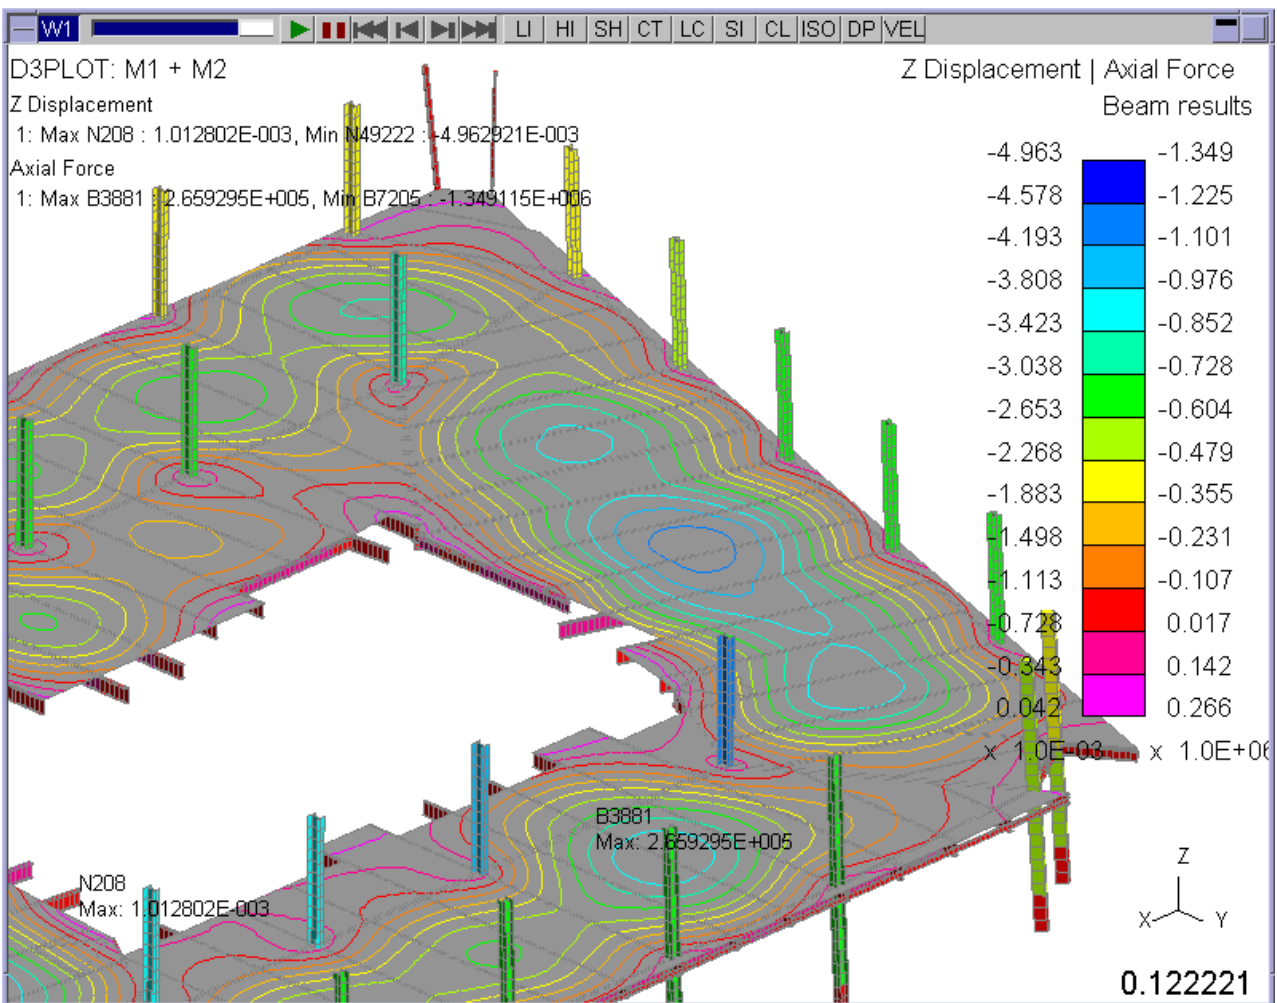 W1 LI HI SH CT LC SI CL ISO DP VEL
D3PLOT: M1 + M2
Z Displacement
1: Max N208 : 1.012802E-003, Min N49222 : -4.962921E-003
Axial Force
1: Max B3881 : 2.659295E+005, Min B7205 : -1.349115E+006
Z Displacement | Axial Force
Beam results
-4.963 -1.349
-4.578 -1.225
-4.193 -1.101
-3.808 -0.976
-3.423 -0.852
-3.038 -0.728
-2.653 -0.604
-2.268 -0.479
-1.883 -0.355
-1.498 -0.231
-1.113 -0.107
-0.728 0.017
-0.343 0.142
0.042 0.266
x 1.0E-03 x 1.0E+06
B3881
Max: 2.659295E+005
N208
Max: 1.012802E-003
Z
X Y
0.122221